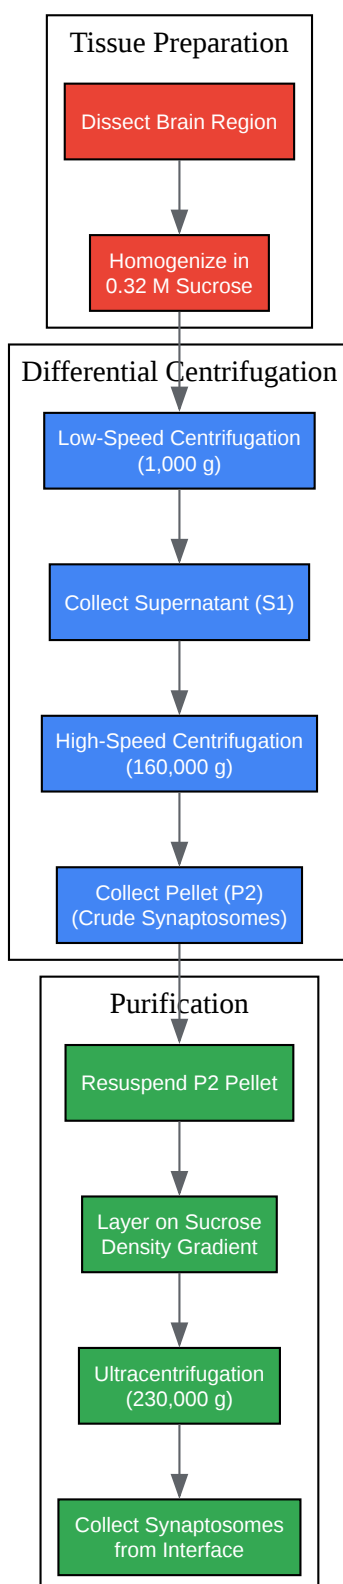 Tissue Preparation
Dissect Brain Region
Homogenize in
0.32 M Sucrose
Differential Centrifugation
Low-Speed Centrifugation
(1,000 g)
Collect Supernatant (S1)
High-Speed Centrifugation
(160,000 g)
Collect Pellet (P2)
(Crude Synaptosomes)
Purification
Resuspend P2 Pellet
Layer on Sucrose
Density Gradient
Ultracentrifugation
(230,000 g)
Collect Synaptosomes
from Interface